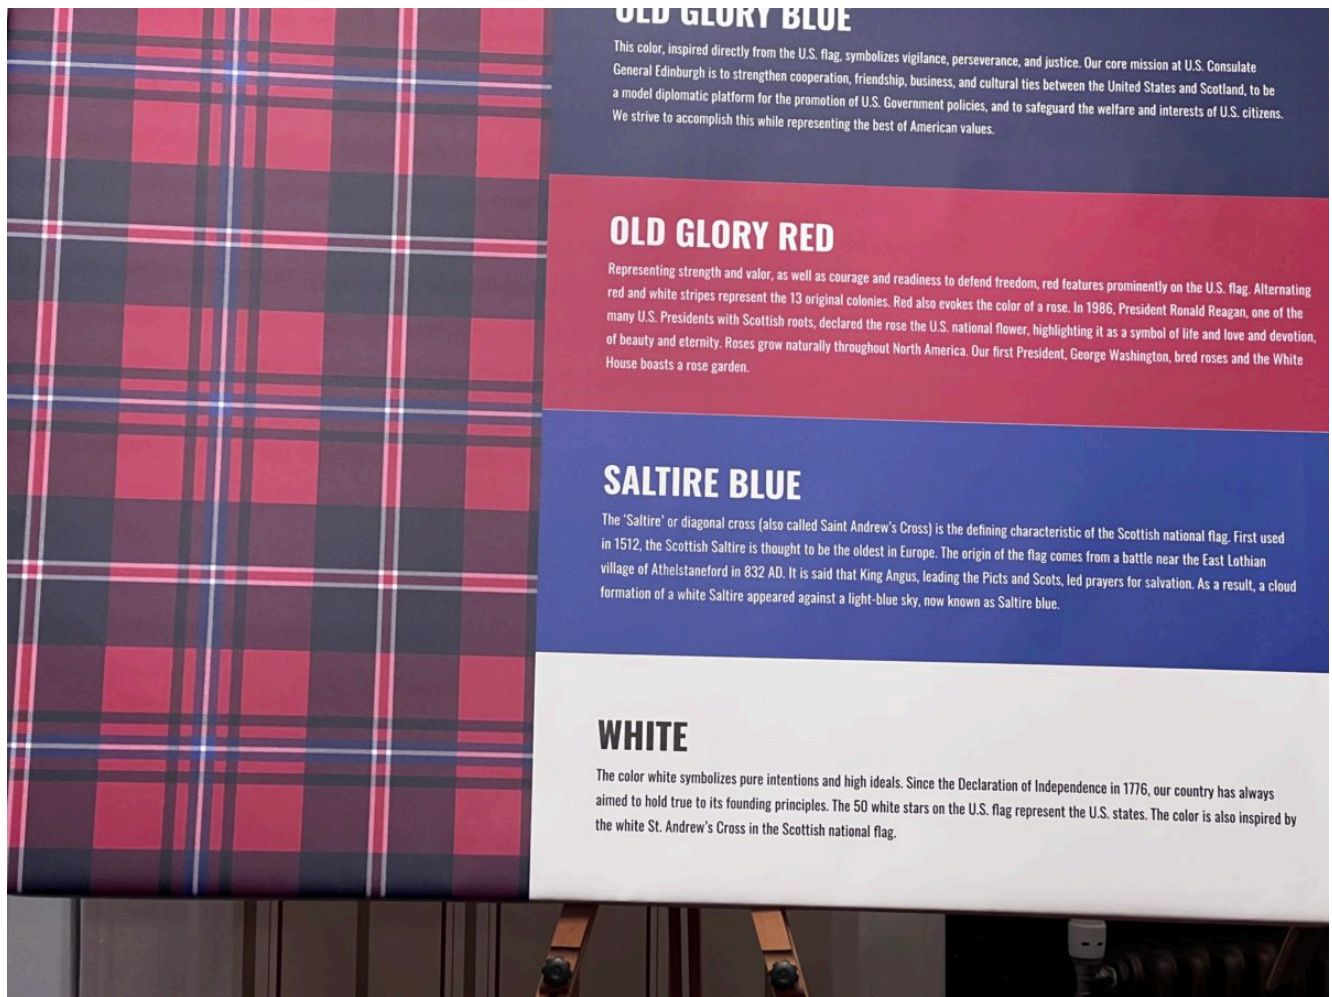 OLD GLORY BLUE
This color, inspired directly from the U.S. flag, symbolizes vigilance, perseverance, and justice. Our core mission at U.S. Consulate
General Edinburgh is to strengthen cooperation, friendship, business, and cultural ties between the United States and Scotland, to be
a model diplomatic platform for the promotion of U.S. Government policies, and to safeguard the welfare and interests of U.S. citizens.
We strive to accomplish this while representing the best of American values.
OLD GLORY RED
Representing strength and valor, as well as courage and readiness to defend freedom, red features prominently on the U.S. flag. Alternating
red and white stripes represent the 13 original colonies. Red also evokes the color of a rose. In 1986, President Ronald Reagan, one of the
many U.S. Presidents with Scottish roots, declared the rose the U.S. national flower, highlighting it as a symbol of life and love and devotion,
of beauty and eternity. Roses grow naturally throughout North America. Our first President, George Washington, bred roses and the White
House boasts a rose garden.
SALTIRE BLUE
The ‘Saltire’ or diagonal cross (also called Saint Andrew’s Cross) is the defining characteristic of the Scottish national flag. First used
in 1512, the Scottish Saltire is thought to be the oldest in Europe. The origin of the flag comes from a battle near the East Lothian
village of Athelstaneford in 832 AD. It is said that King Angus, leading the Picts and Scots, led prayers for salvation. As a result, a cloud
formation of a white Saltire appeared against a light-blue sky, now known as Saltire blue.
WHITE
The color white symbolizes pure intentions and high ideals. Since the Declaration of Independence in 1776, our country has always
aimed to hold true to its founding principles. The 50 white stars on the U.S. flag represent the U.S. states. The color is also inspired by
the white St. Andrew’s Cross in the Scottish national flag.